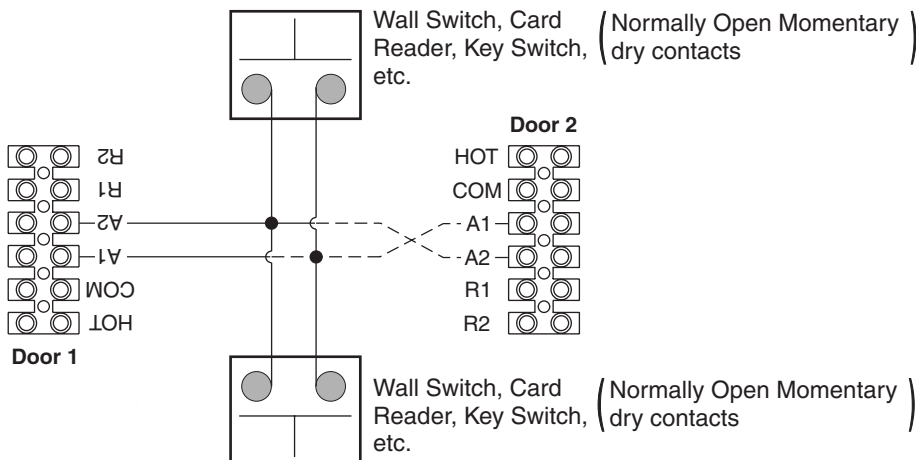 Wall Switch, Card
Reader, Key Switch,
etc.
(Normally Open Momentary
dry contacts)
Door 2
R2
R1
A2
A1
COM
HOT
Door 1
HOT
COM
A1
A2
R1
R2
Wall Switch, Card
Reader, Key Switch,
etc.
(Normally Open Momentary
dry contacts)